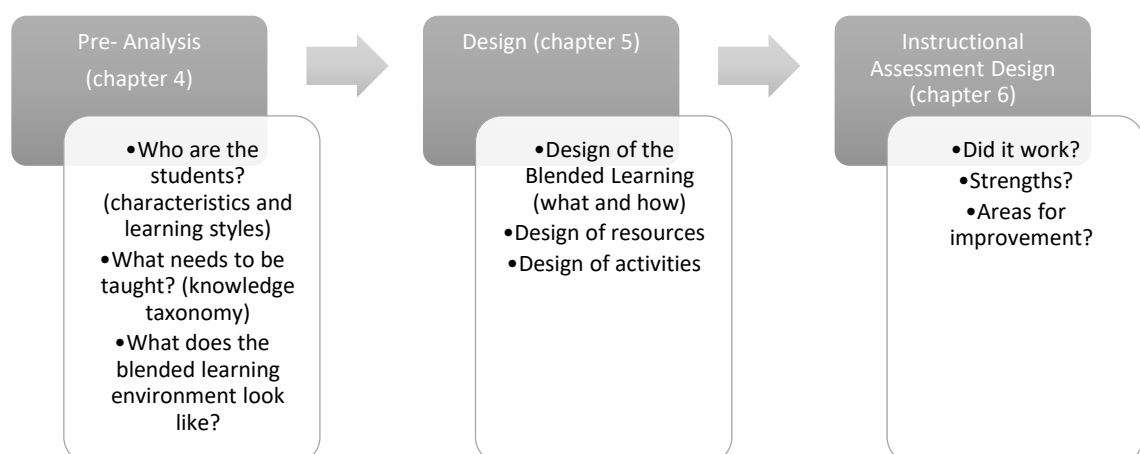 Pre- Analysis
(chapter 4)
•Who are the
students?
(characteristics and
learning styles)
•What needs to be
taught? (knowledge
taxonomy)
•What does the
blended learning
environment look
like?
Design (chapter 5)
•Design of the
Blended Learning
(what and how)
•Design of resources
•Design of activities
Instructional
Assessment Design
(chapter 6)
•Did it work?
•Strengths?
•Areas for
improvement?